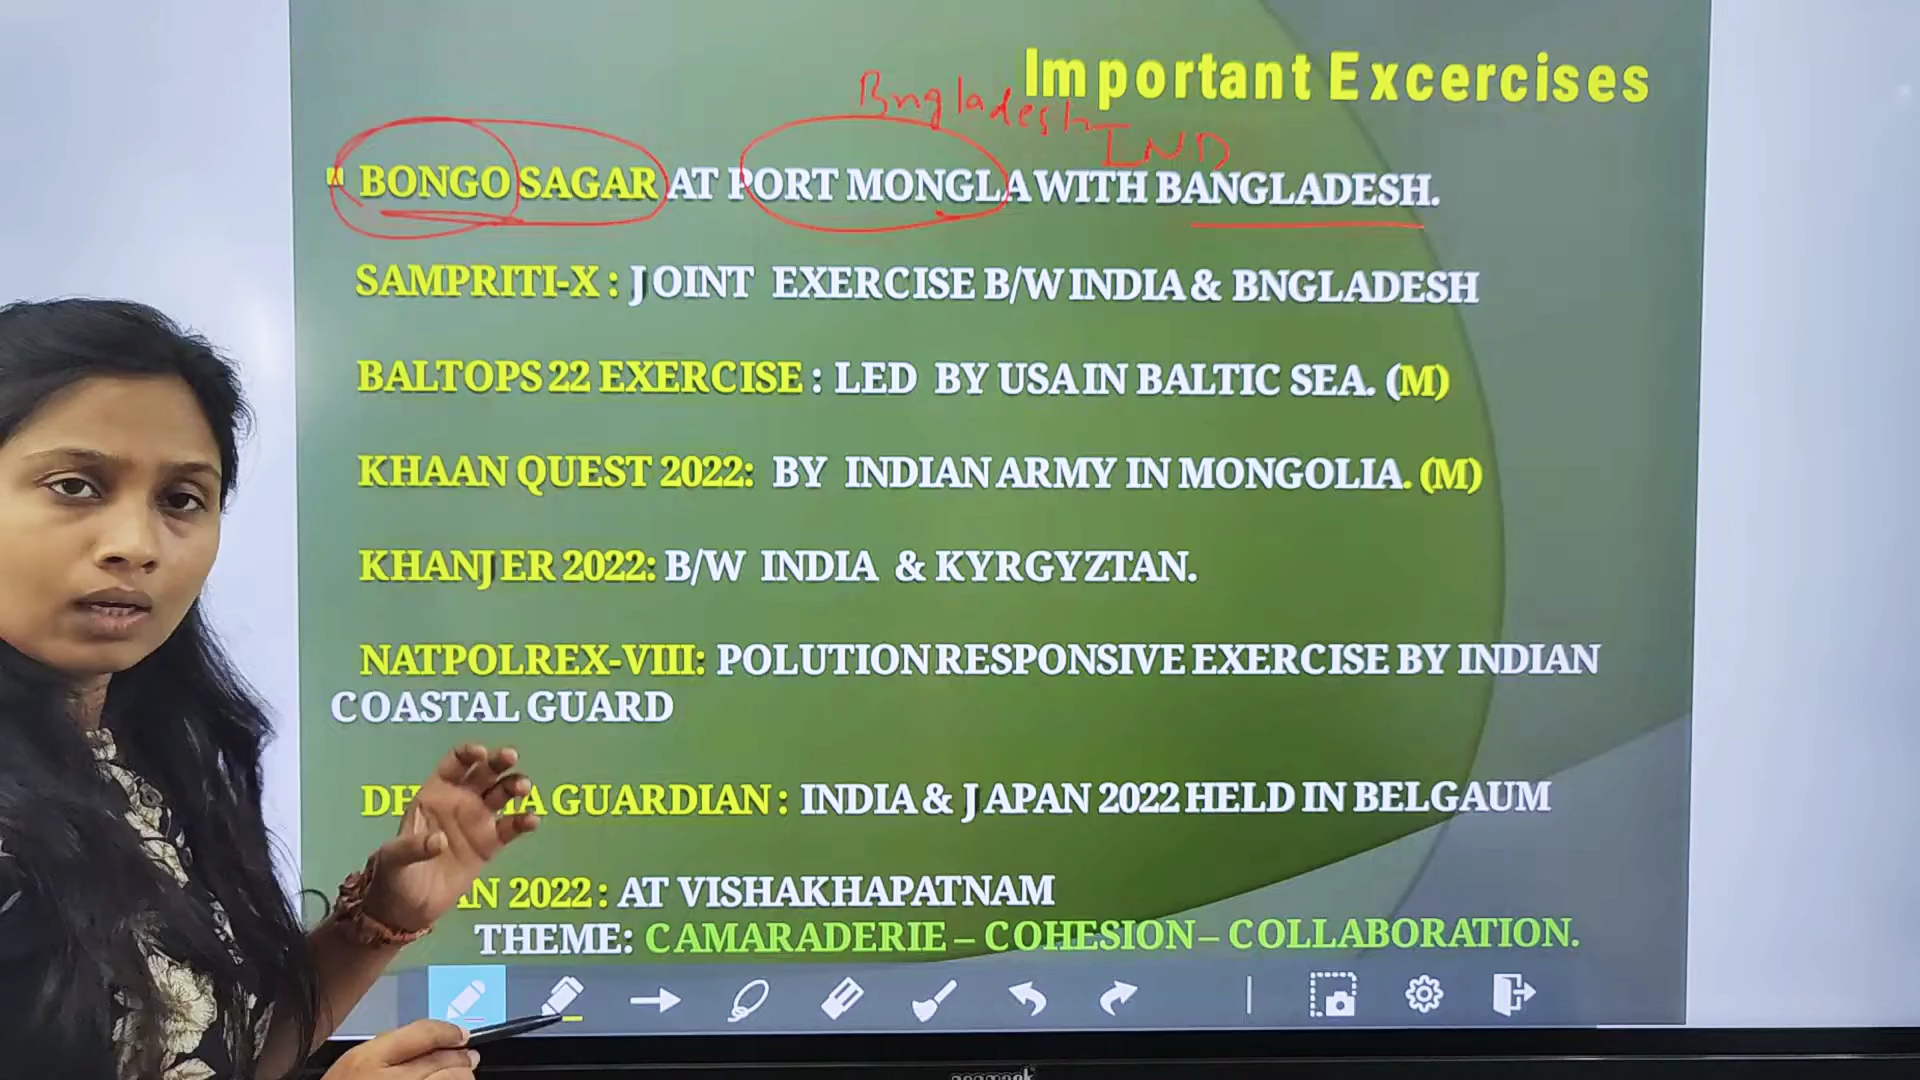 Important Excercises
Bngladesh
IND
BONGO SAGAR AT PORT MONGLA WITH BANGLADESH.
SAMPRITI-X : JOINT EXERCISE B/W INDIA & BNGLADESH
BALTOPS 22 EXERCISE : LED BY USA IN BALTIC SEA. (M)
KHAAN QUEST 2022: BY INDIAN ARMY IN MONGOLIA. (M)
KHANJER 2022: B/W INDIA & KYRGYZTAN.
NATPOLREX-VIII: POLUTION RESPONSIVE EXERCISE BY INDIAN
COASTAL GUARD
GUARDIAN : INDIA & JAPAN 2022 HELD IN BELGAUM
2022 : AT VISHAKHAPATNAM
THEME: CAMARADERIE – COHESION – COLLABORATION.